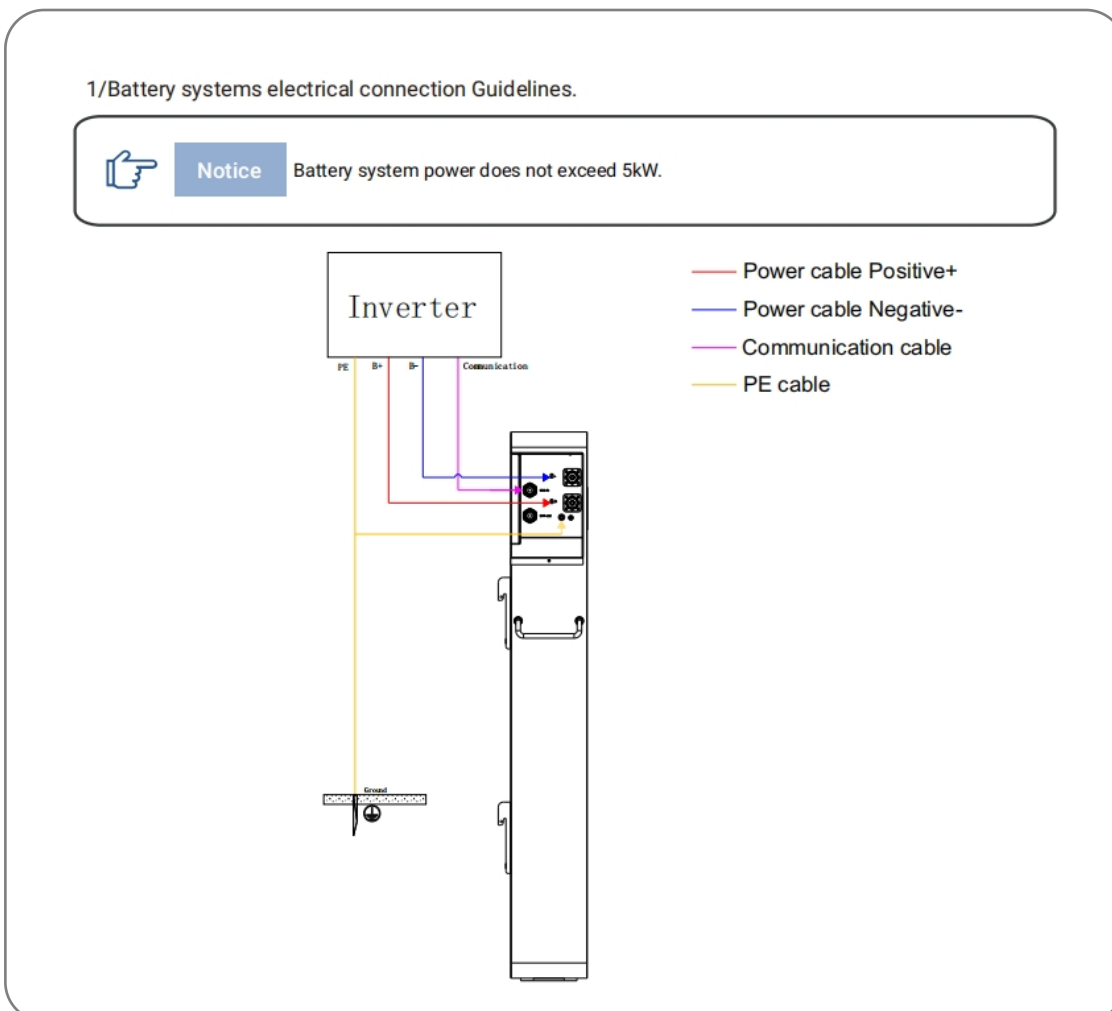 1/Battery systems electrical connection Guidelines.
Notice
Battery system power does not exceed 5kW.
Inverter
PE
B+
B-
Communication
Power cable Positive+
Power cable Negative-
Communication cable
PE cable
Ground